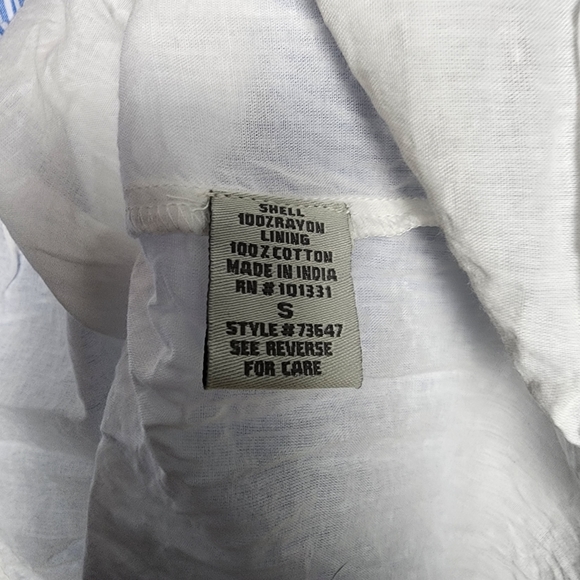 SHELL
100%RAYON
LINING
100% COTTON
MADE IN INDIA
RN # 101331
S
STYLE #73647
SEE REVERSE
FOR CARE